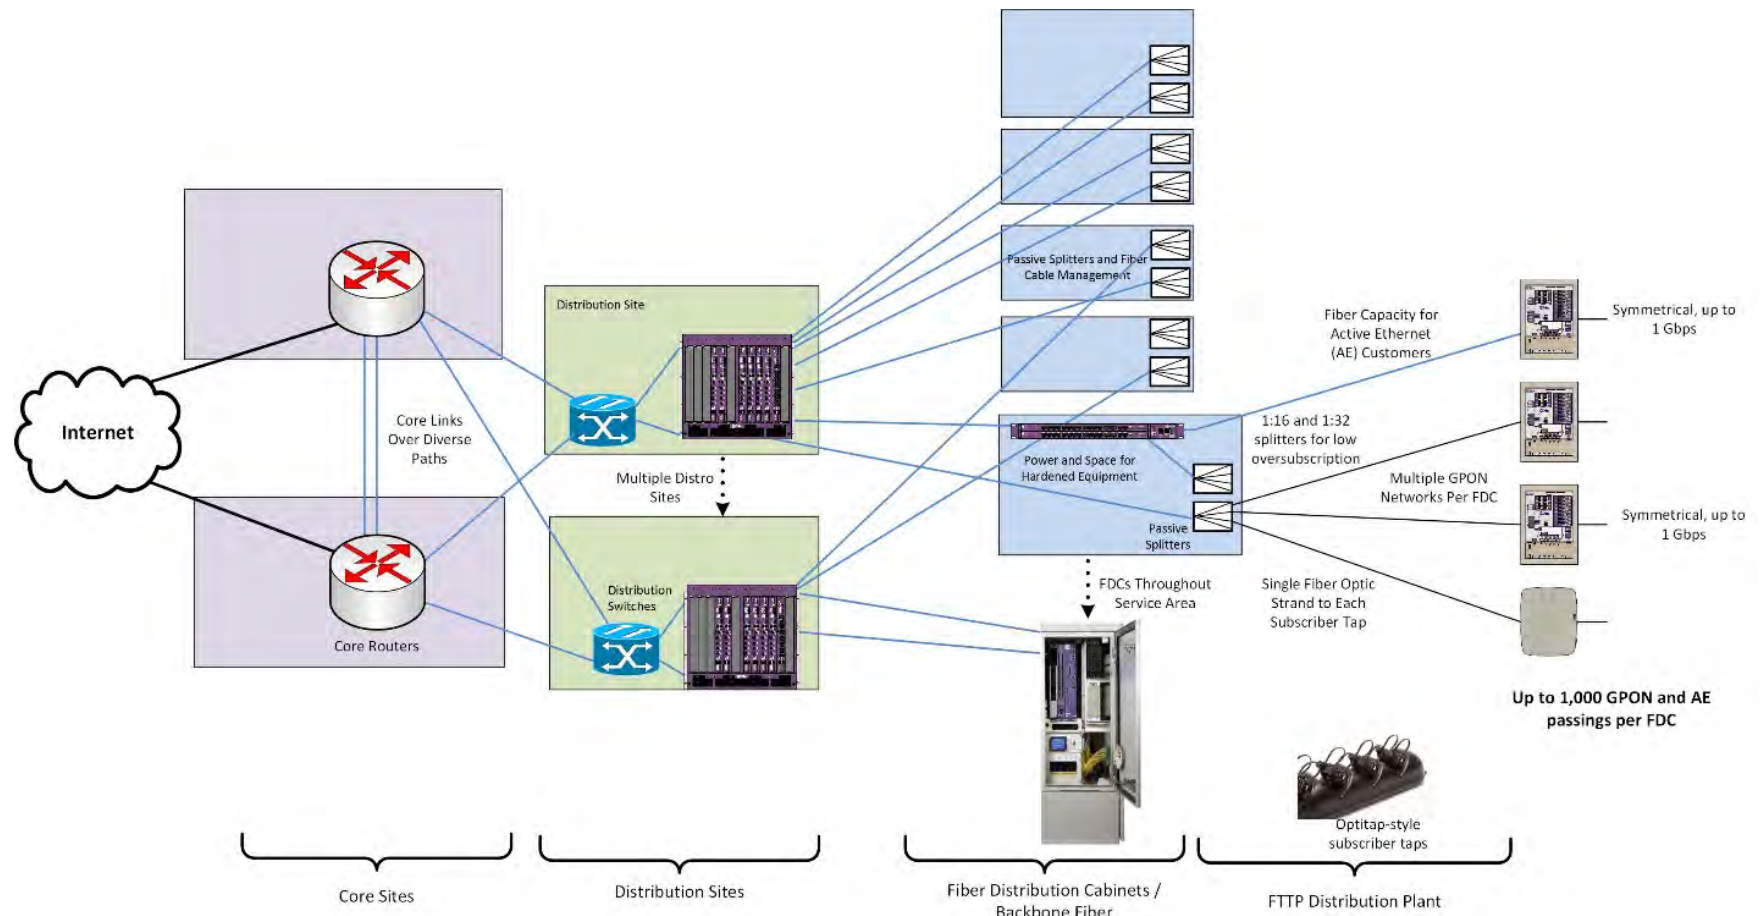 Internet
Core Links
Over Diverse
Paths
Core Routers
Distribution Site
Multiple Distro
Sites
Distribution
Switches
Passive Splitters and Fiber
Cable Management
Power and Space for
Hardened Equipment
Passive
Splitters
FDCs Throughout
Service Area
Fiber Capacity for
Active Ethernet
(AE) Customers
1:16 and 1:32
splitters for low
oversubscription
Multiple GPON
Networks Per FDC
Single Fiber Optic
Strand to Each
Subscriber Tap
Symmetrical, up to
1 Gbps
Symmetrical, up to
1 Gbps
Up to 1,000 GPON and AE
passings per FDC
Optitap-style
subscriber taps
Core Sites
Distribution Sites
Fiber Distribution Cabinets /
Backbone Fiber
FTTP Distribution Plant